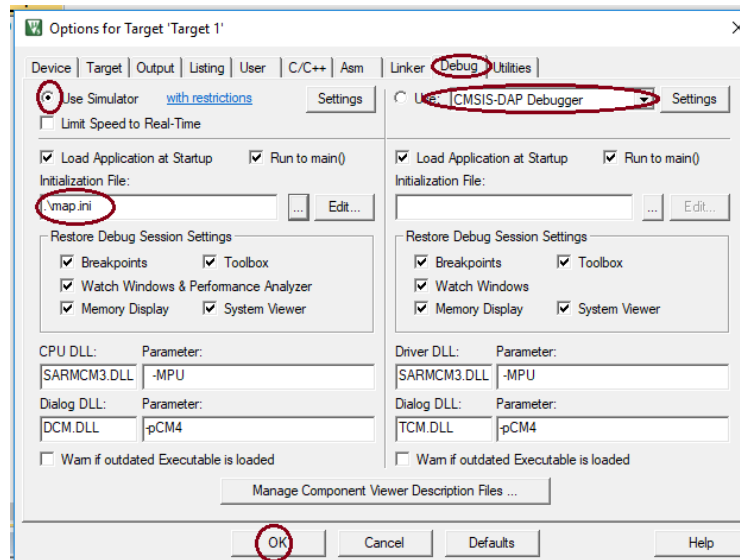 Options for Target 'Target 1'
Device Target Output Listing User C/C++ Asm Linker Debug Utilities
Use Simulator with restrictions Settings
Limit Speed to Real-Time
Load Application at Startup Run to main()
Initialization File:
.\map.ini ... Edit...
Restore Debug Session Settings
Breakpoints Toolbox
Watch Windows & Performance Analyzer
Memory Display System Viewer
CPU DLL: Parameter:
SARMCM3.DLL -MPU
Dialog DLL: Parameter:
DCM.DLL -pCM4
Warn if outdated Executable is loaded
Use: CMSIS-DAP Debugger Settings
Load Application at Startup Run to main()
Initialization File:
... Edit...
Restore Debug Session Settings
Breakpoints Toolbox
Watch Windows
Memory Display System Viewer
Driver DLL: Parameter:
SARMCM3.DLL -MPU
Dialog DLL: Parameter:
TCM.DLL -pCM4
Warn if outdated Executable is loaded
Manage Component Viewer Description Files ...
OK Cancel Defaults Help